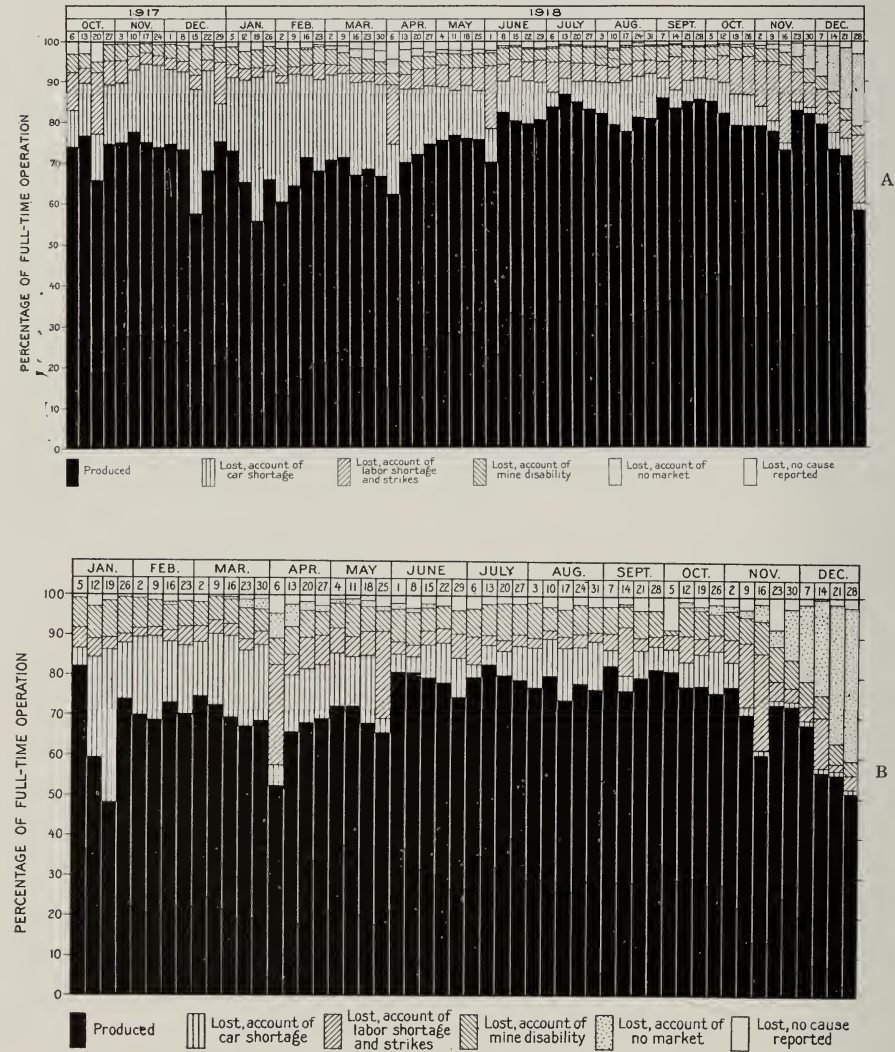 1917 1918
OCT. NOV. DEC. JAN. FEB. MAR. APR. MAY JUNE JULY AUG. SEPT. OCT. NOV. DEC.
6 13 20 27 3 10 17 24 1 8 15 22 29 5 12 19 26 2 9 16 23 2 9 16 23 30 6 13 20 27 4 11 18 25 1 8 15 22 29 6 13 20 27 3 10 17 24 31 7 14 21 28 5 12 19 26 2 9 16 23 30 7 14 21 28
PERCENTAGE OF FULL-TIME OPERATION
100
90
80
70
60
50
40
30
20
10
0
A
Produced
Lost, account of
car shortage
Lost, account of
labor shortage
and strikes
Lost, account of
mine disability
Lost, account of
no market
Lost, no cause
reported
JAN. FEB. MAR. APR. MAY JUNE JULY AUG. SEPT. OCT. NOV. DEC.
5 12 19 26 2 9 16 23 2 9 16 23 30 6 13 20 27 4 11 18 25 1 8 15 22 29 6 13 20 27 3 10 17 24 31 7 14 21 28 5 12 19 26 2 9 16 23 30 7 14 21 28
PERCENTAGE OF FULL-TIME OPERATION
100
90
80
70
60
50
40
30
20
10
0
B
Produced
Lost, account of
car shortage
Lost, account of
labor shortage
and strikes
Lost, account of
mine disability
Lost, account of
no market
Lost, no cause
reported